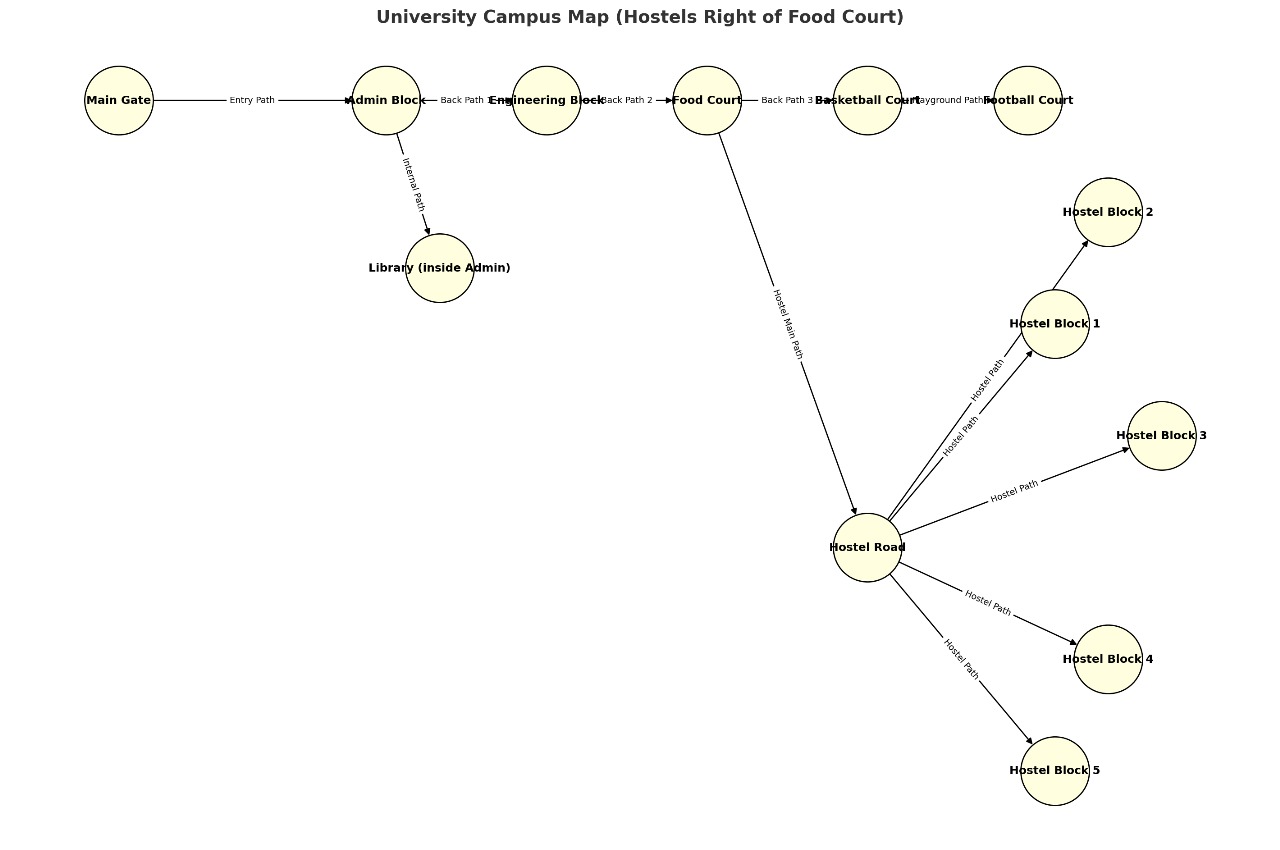 University Campus Map (Hostels Right of Food Court)
Main Gate
Entry Path
Admin Block
Back Path 1
Engineering Block
Back Path 2
Food Court
Back Path 3
Basketball Court
Playground Path
Football Court
Internal Path
Library (inside Admin)
Hostel Main Path
Hostel Block 2
Hostel Block 1
Hostel Path
Hostel Path
Hostel Block 3
Hostel Path
Hostel Road
Hostel Path
Hostel Block 4
Hostel Path
Hostel Block 5